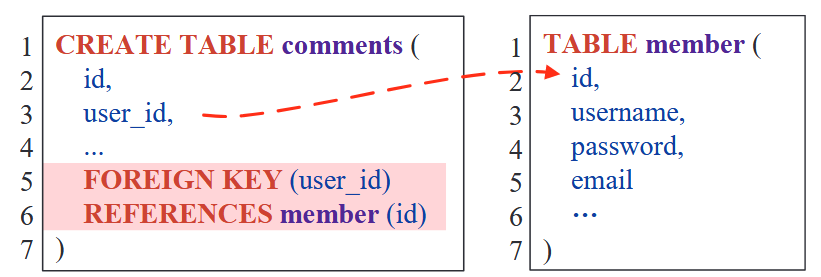 1 CREATE TABLE comments (
2 id,
3 user_id,
4 ...
5 FOREIGN KEY (user_id)
6 REFERENCES member (id)
7 )
1 TABLE member (
2 id,
3 username,
4 password,
5 email
6 ...
7 )